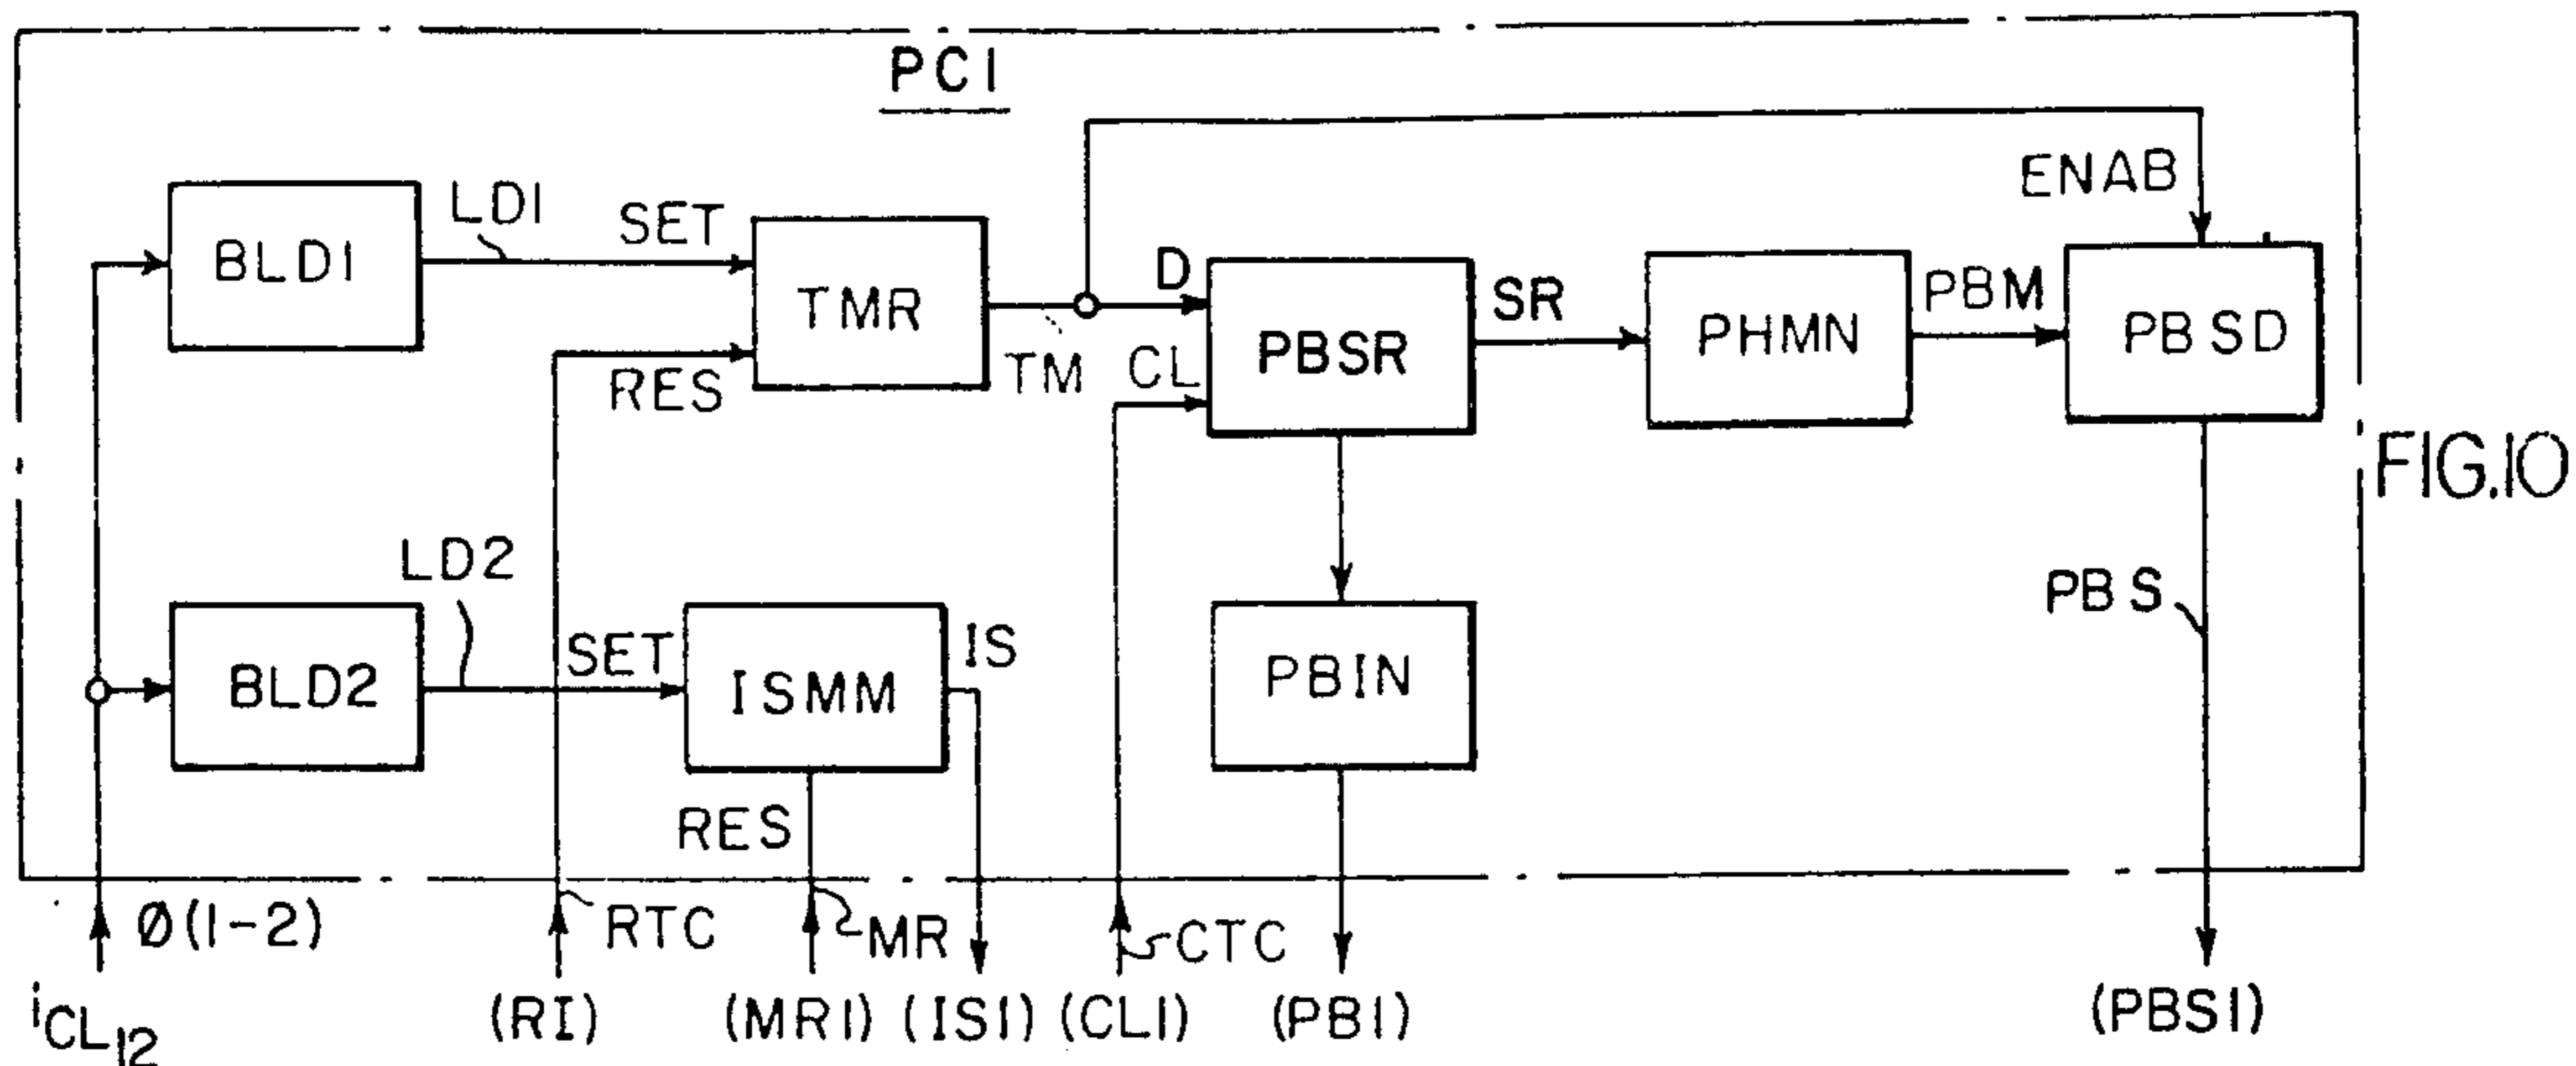 PC1
ENAB
LD1
SET
BLD1
TMR
D
SR
PBM
PBSR
PHMN
PBSD
RES
TM
CL
FIG.10
LD2
SET
IS
BLD2
ISMM
PBIN
PBS
RES
Ø(1-2)
RTC
MR
CTC
iCL12
(R1)
(MR1)
(IS1)
(CL1)
(PB1)
(PBS1)